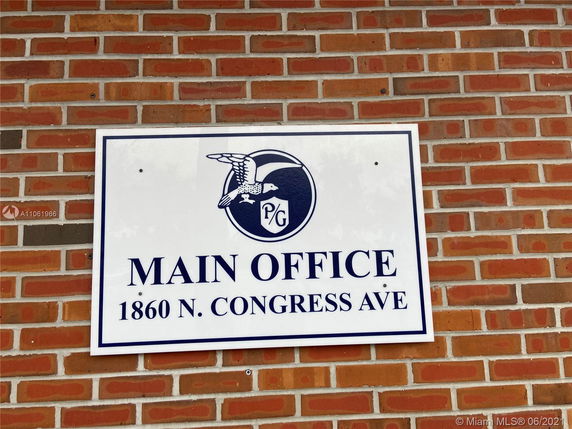 A11061966
P/G
MAIN OFFICE
1860 N. CONGRESS AVE
© Miami MLS® 06/2021